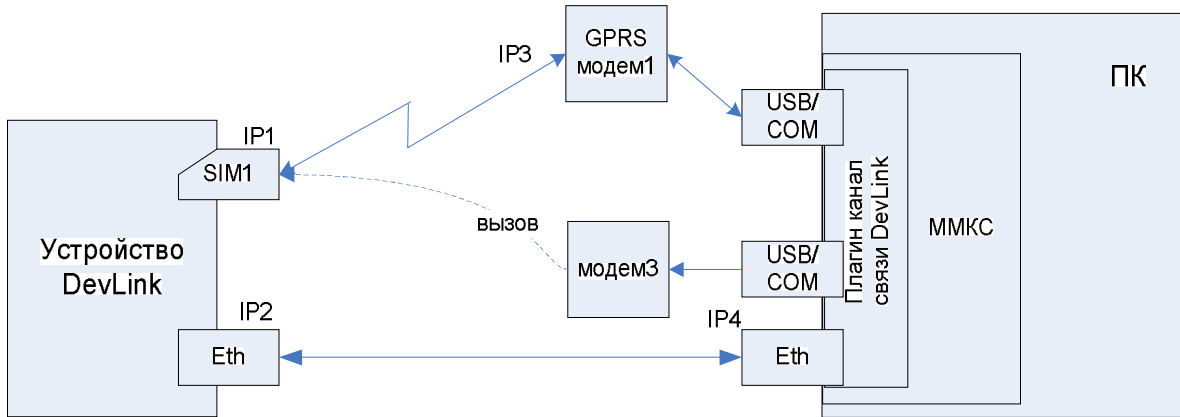 GPRS
модем1
IP3
ПК
USB/
COM
IP1
SIM1
вызов
Устройство
DevLink
модем3
USB/
COM
Плагин канал
связи DevLink
ММКС
IP2
IP4
Eth
Eth